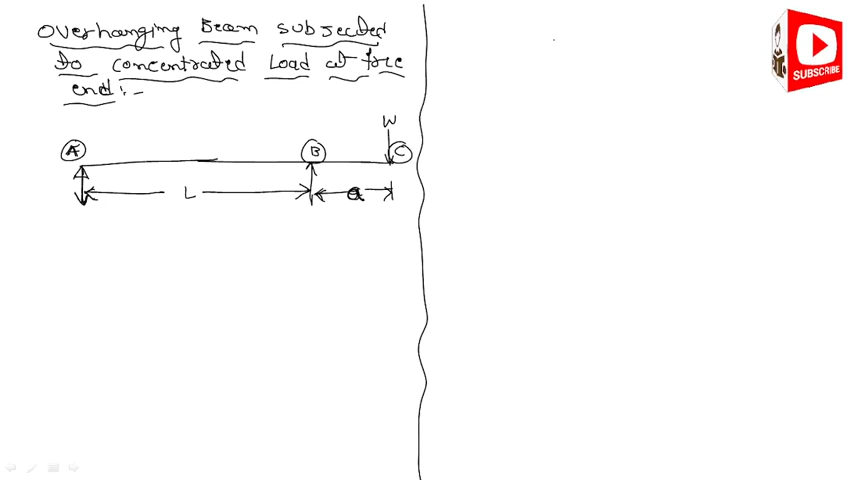 Overhanging Beam subjected
to concentrated Load at free
end:-
W
A
B
C
L
a
SUBSCRIBE